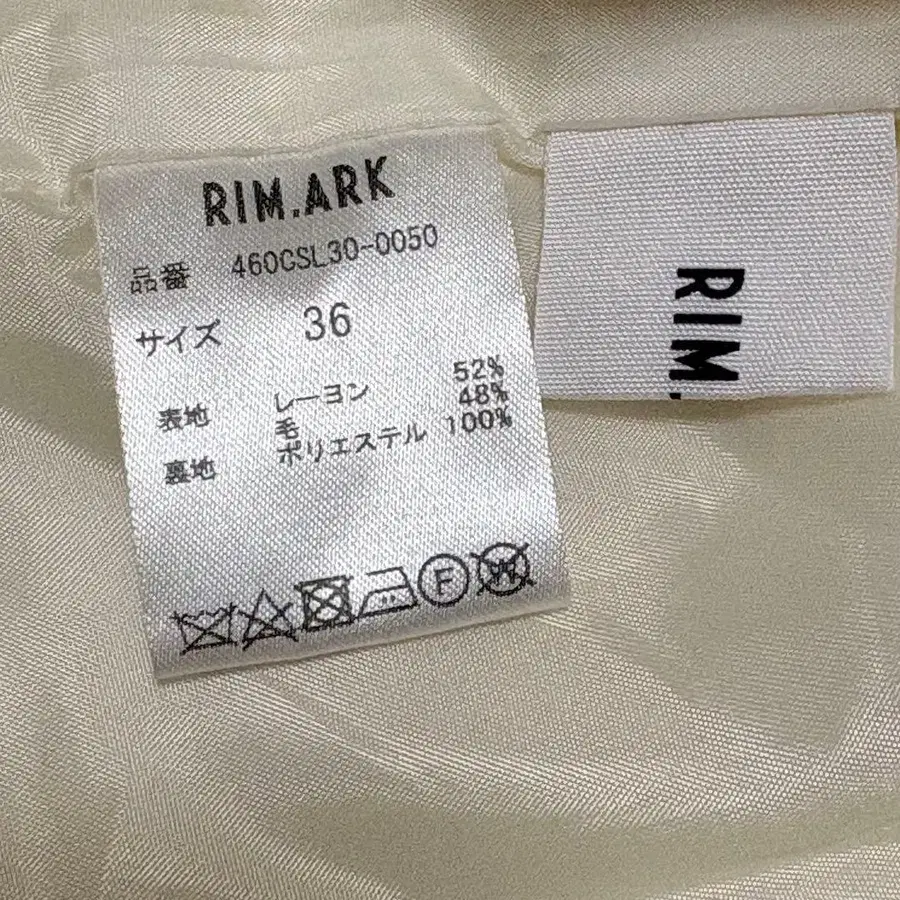 RIM.ARK
品番 460CSL30-0050
サイズ 36
表地 レーヨン 52%
毛 48%
裏地 ポリエステル 100%
F W
RIM.